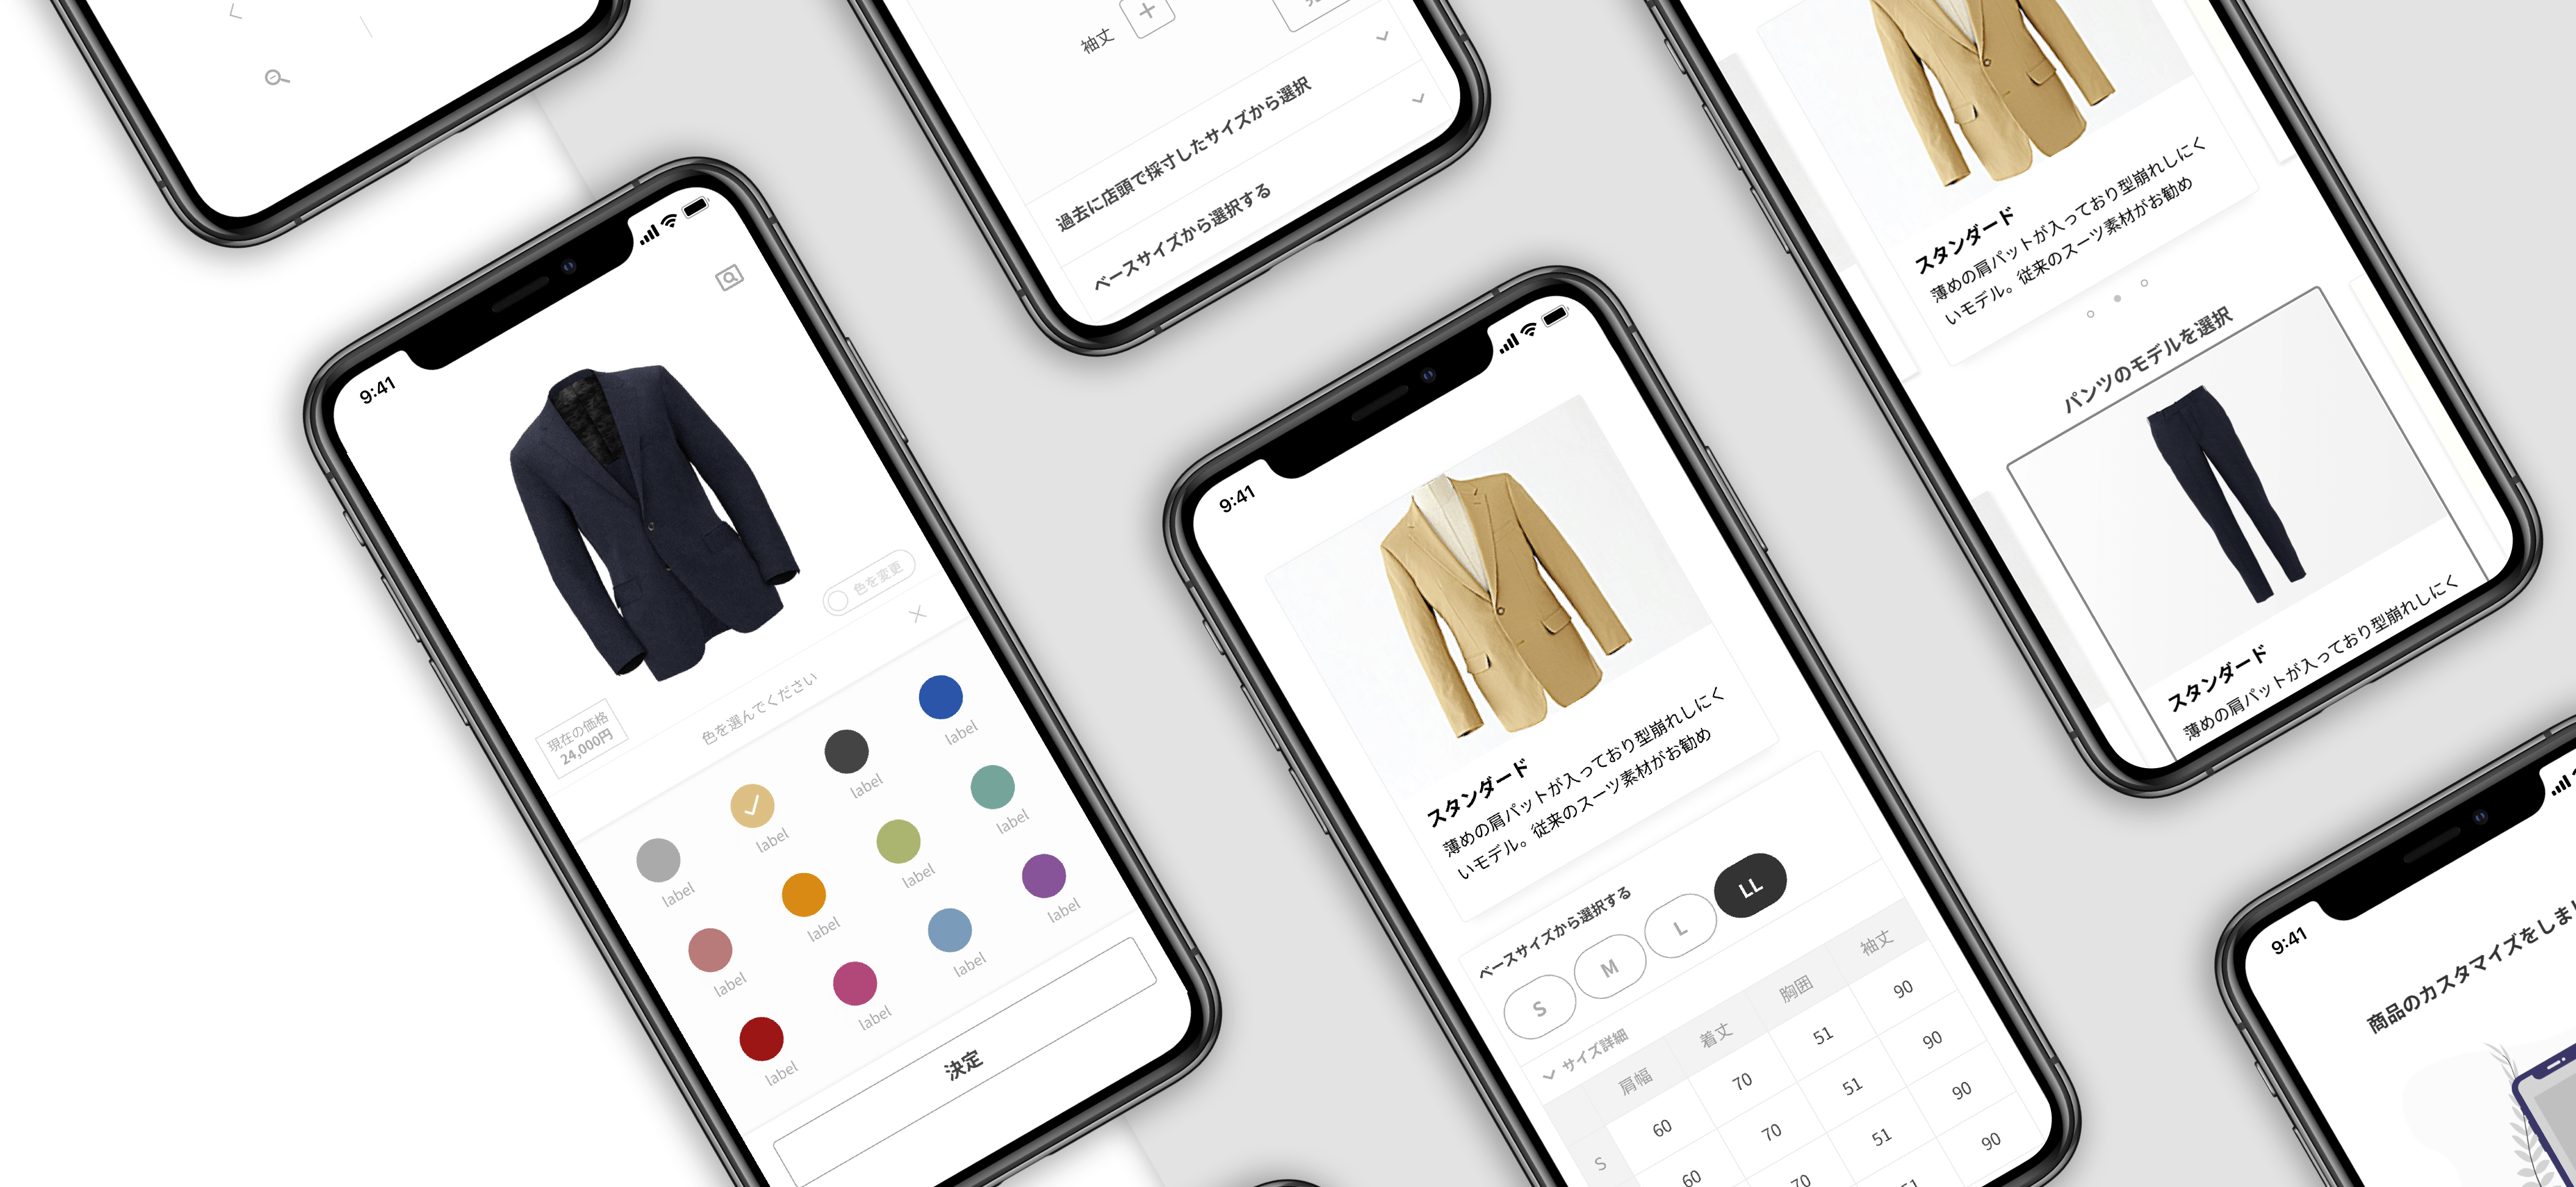 袖丈
過去に店頭で採寸したサイズから選択
ベースサイズから選択する
9:41
現在の価格
24,000円
色を変更
色を選んでください
label
label
label
label
label
label
label
label
label
label
label
label
決定
9:41
スタンダード
薄めの肩パットが入っており型崩れしにく
いモデル。従来のスーツ素材がお勧め
ベースサイズから選択する
S
M
L
LL
サイズ詳細
肩幅
着丈
胸囲
袖丈
S
60
70
51
90
60
70
51
90
70
51
90
90
スタンダード
薄めの肩パットが入っており型崩れしにく
いモデル。従来のスーツ素材がお勧め
パンツのモデルを選択
スタンダード
薄めの肩パットが入っており型崩れしにく
9:41
商品のカスタマイズをしま